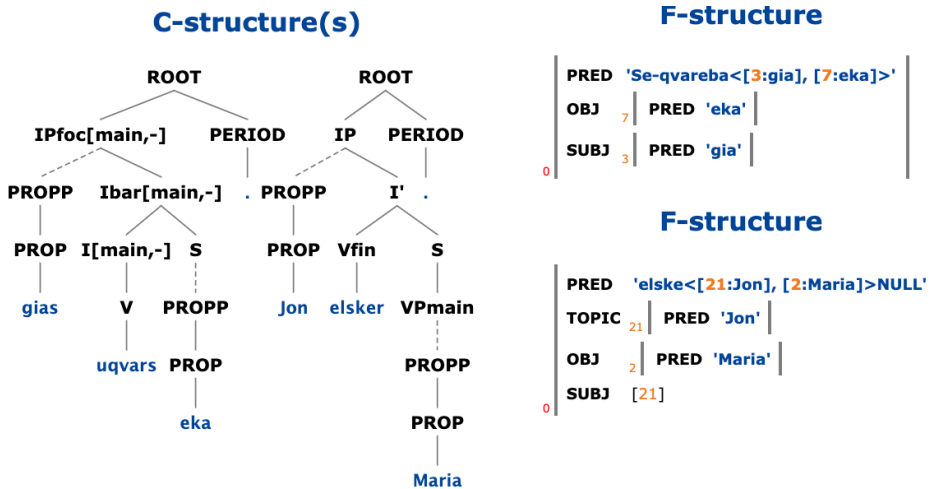 C-structure(s)
ROOT ROOT
IPfoc[main,-] PERIOD IP PERIOD
PROPP Ibar[main,-] . PROPP I' .
PROP I[main,-] S PROP Vfin S
gias V PROPP Jon elsker VPmain
uqvars PROP PROPP
eka PROP
Maria
F-structure
PRED 'Se-qvareba<[3:gia], [7:eka]>'
OBJ 7 PRED 'eka'
SUBJ 3 PRED 'gia'
0
F-structure
PRED 'elske<[21:Jon], [2:Maria]>NULL'
TOPIC 21 PRED 'Jon'
OBJ 2 PRED 'Maria'
SUBJ [21]
0